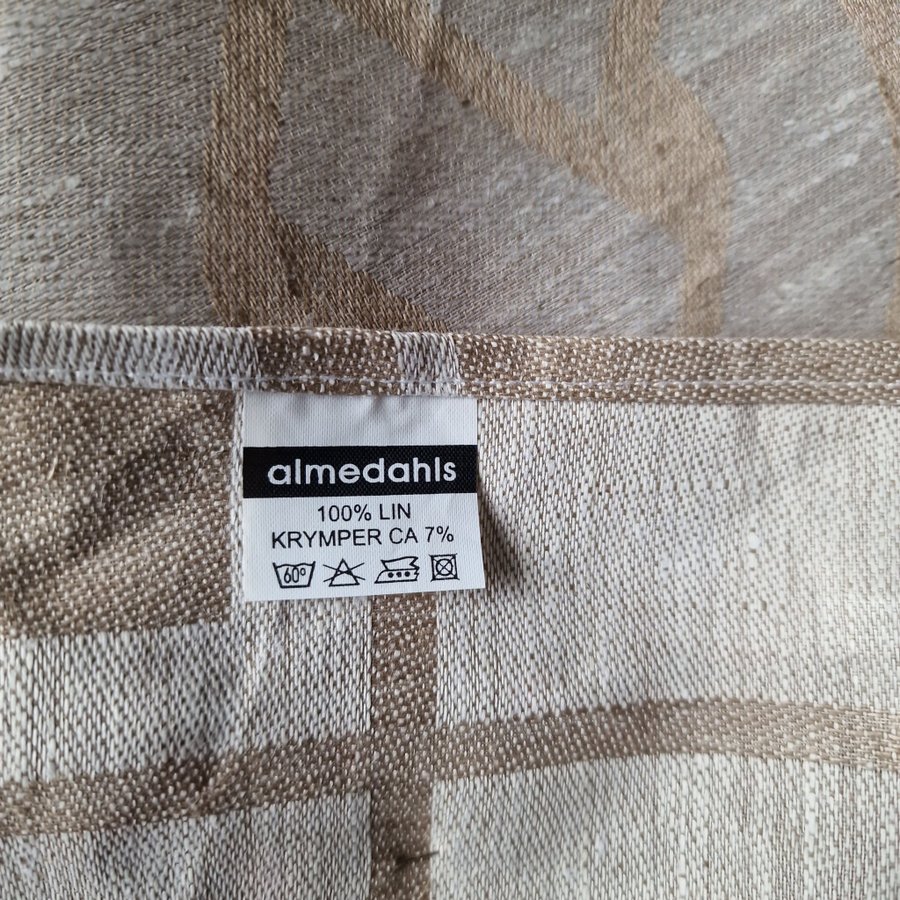 almedahls
100% LIN
KRYMPER CA 7%
60°